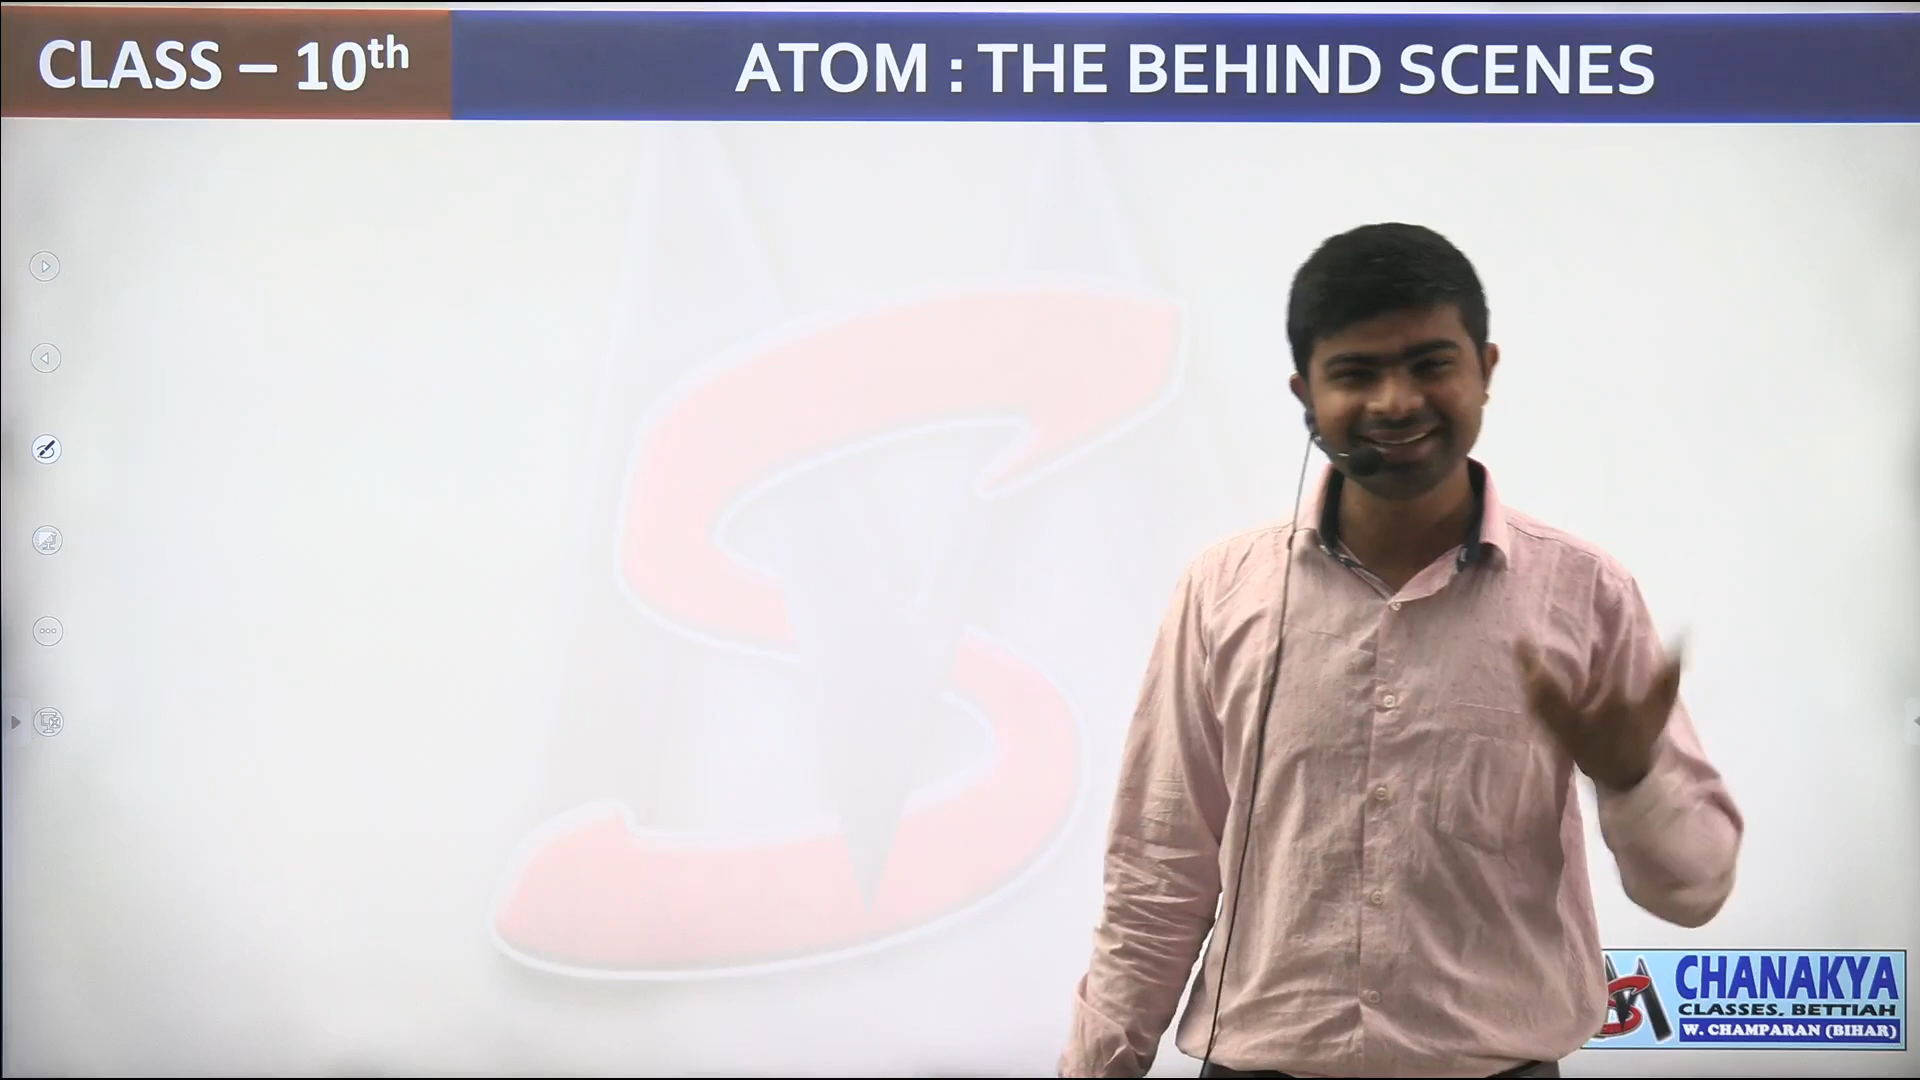 CLASS – 10th
ATOM : THE BEHIND SCENES
CHANAKYA
CLASSES, BETTIAH
W. CHAMPARAN (BIHAR)